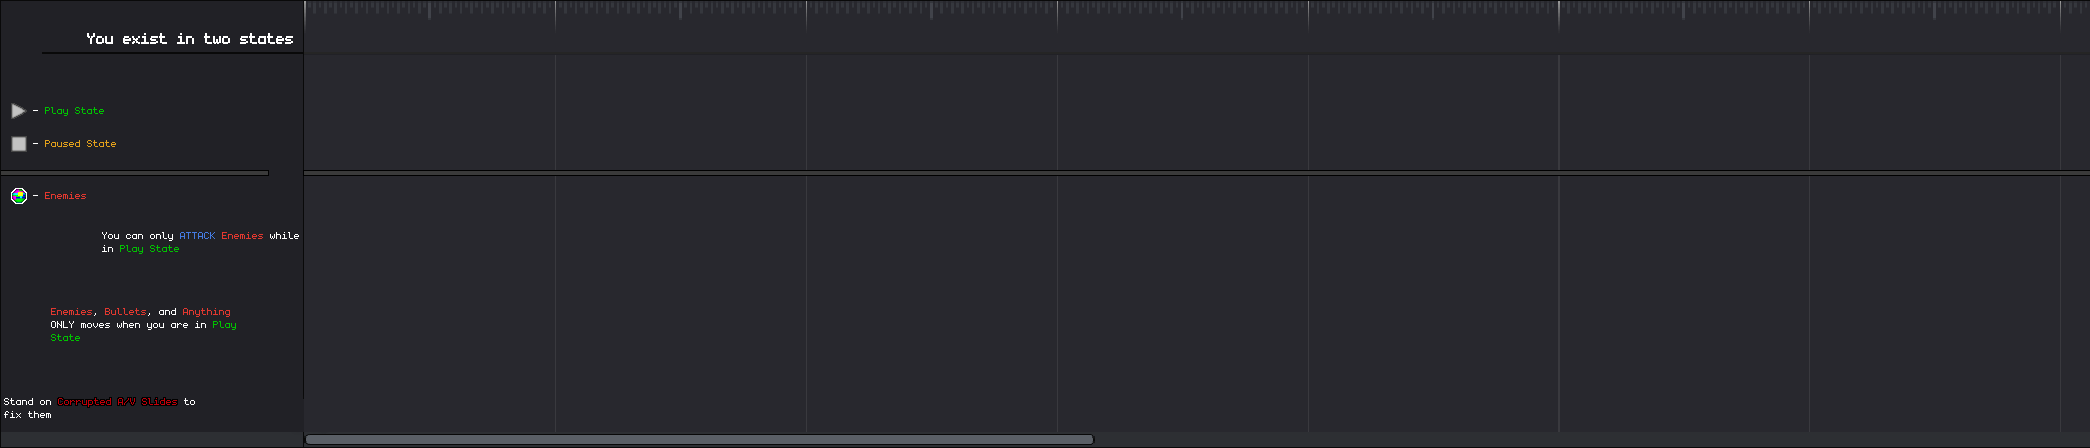 You exist in two states
- Play State
- Paused State
- Enemies
You can only ATTACK Enemies while
in Play State
Enemies, Bullets, and Anything
ONLY moves when you are in Play
State
Stand on Corrupted A/V Slides to
fix them